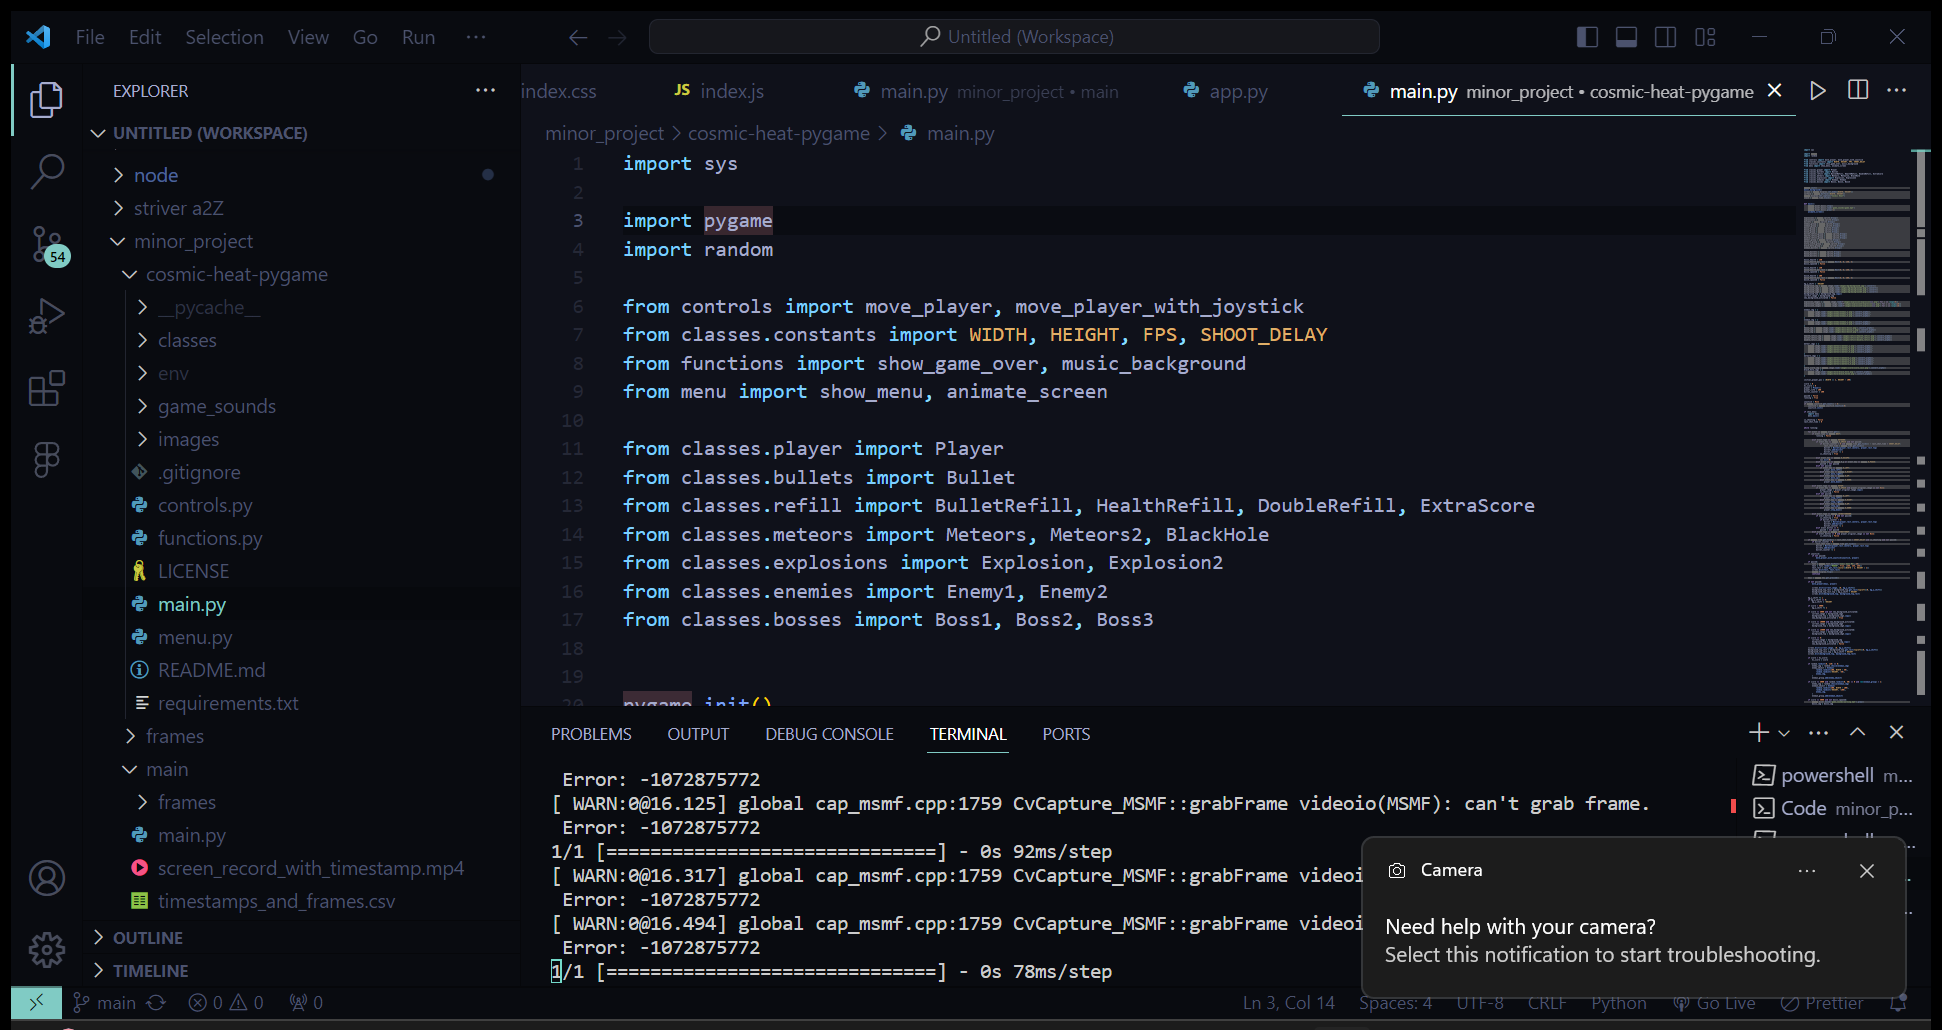 File Edit Selection View Go Run ···
Untitled (Workspace)
EXPLORER
UNTITLED (WORKSPACE)
node
striver a2Z
minor_project
cosmic-heat-pygame
__pycache__
classes
env
game_sounds
images
.gitignore
controls.py
functions.py
LICENSE
main.py
menu.py
README.md
requirements.txt
frames
main
frames
main.py
screen_record_with_timestamp.mp4
timestamps_and_frames.csv
OUTLINE
TIMELINE
54
index.css JS index.js main.py minor_project • main app.py main.py minor_project • cosmic-heat-pygame
minor_project > cosmic-heat-pygame > main.py
1 import sys
2
3 import pygame
4 import random
5
6 from controls import move_player, move_player_with_joystick
7 from classes.constants import WIDTH, HEIGHT, FPS, SHOOT_DELAY
8 from functions import show_game_over, music_background
9 from menu import show_menu, animate_screen
10
11 from classes.player import Player
12 from classes.bullets import Bullet
13 from classes.refill import BulletRefill, HealthRefill, DoubleRefill, ExtraScore
14 from classes.meteors import Meteors, Meteors2, BlackHole
15 from classes.explosions import Explosion, Explosion2
16 from classes.enemies import Enemy1, Enemy2
17 from classes.bosses import Boss1, Boss2, Boss3
18
19
20 pygame.init()
PROBLEMS OUTPUT DEBUG CONSOLE TERMINAL PORTS
Error: -1072875772
[ WARN:0@16.125] global cap_msmf.cpp:1759 CvCapture_MSMF::grabFrame videoio(MSMF): can't grab frame.
Error: -1072875772
1/1 [==============================] - 0s 92ms/step
[ WARN:0@16.317] global cap_msmf.cpp:1759 CvCapture_MSMF::grabFrame videoi
Error: -1072875772
[ WARN:0@16.494] global cap_msmf.cpp:1759 CvCapture_MSMF::grabFrame videoi
Error: -1072875772
1/1 [==============================] - 0s 78ms/step
powershell m...
Code minor_p...
Camera
Need help with your camera?
Select this notification to start troubleshooting.
main 0 0 0
Ln 3, Col 14 Spaces: 4 UTF-8 CRLF Python Go Live Prettier